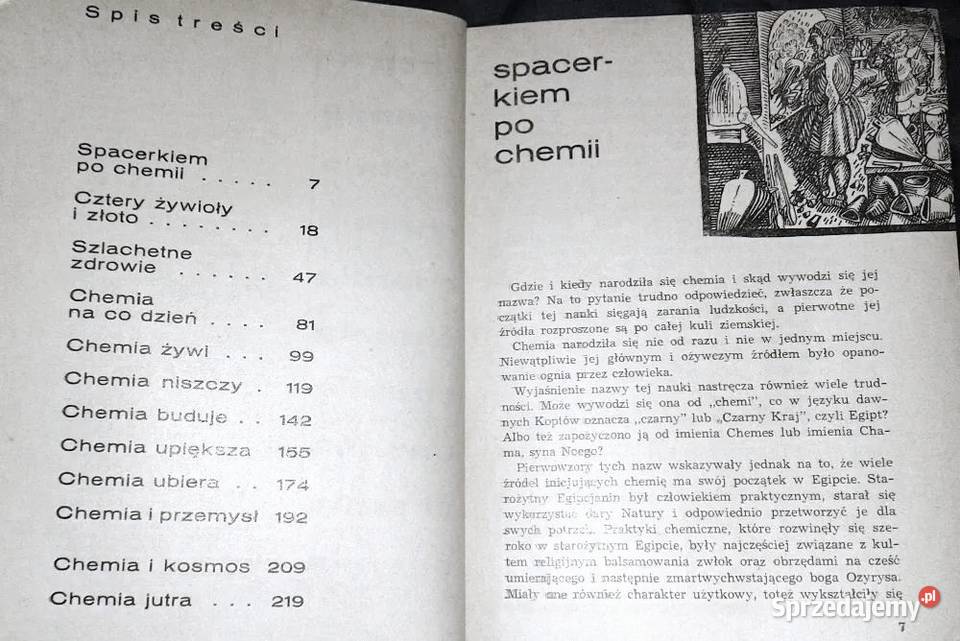 Spis treści
Spacerkiem
po chemii . . . . . 7
Cztery żywioły
i złoto . . . . . . . . 18
Szlachetne
zdrowie . . . . . . 47
Chemia
na co dzień . . . . 81
Chemia żywi . . . 99
Chemia niszczy . 119
Chemia buduje . . 142
Chemia upiększa 155
Chemia ubiera . . 174
Chemia i przemysł 192
Chemia i kosmos 209
Chemia jutra . . . 219
spacer-
kiem
po
chemii
Gdzie i kiedy narodziła się chemia i skąd wywodzi się jej
nazwa? Na to pytanie trudno odpowiedzieć, zwłaszcza że po-
czątki tej nauki sięgają zarania ludzkości, a pierwotne jej
źródła rozproszone są po całej kuli ziemskiej.
Chemia narodziła się nie od razu i nie w jednym miejscu.
Niewątpliwie jej głównym i ożywczym źródłem było opano-
wanie ognia przez człowieka.
Wyjaśnienie nazwy tej nauki nastręcza również wiele trud-
ności. Może wywodzi się ona od „chemi”, co w języku daw-
nych Koptów oznacza „czarny” lub „Czarny Kraj”, czyli Egipt?
Albo też zapożyczono ją od imienia Chemes lub imienia Cha-
ma, syna Noego?
Pierwowzory tych nazw wskazywały jednak na to, że wiele
źródeł inicjujących chemię ma swój początek w Egipcie. Sta-
rożytny Egipcjanin był człowiekiem praktycznym, starał się
wykorzystać dary Natury i odpowiednio przetworzyć je dla
swych potrzeb. Praktyki chemiczne, które rozwinęły się sze-
roko w starożytnym Egipcie, były najczęściej związane z kul-
tem religijnym balsamowania zwłok oraz obrzędami na cześć
umierającego i następnie zmartwychwstającego boga Ozyrysa.
Miały one również charakter użytkowy, toteż wykształciły się
7
Sprzedajemy.pl